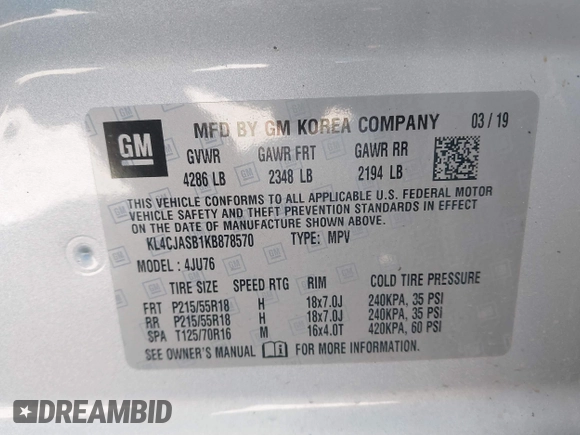 GM
MFD BY GM KOREA COMPANY 03 / 19
GVWR GAWR FRT GAWR RR
4286 LB 2348 LB 2194 LB
THIS VEHICLE CONFORMS TO ALL APPLICABLE U.S. FEDERAL MOTOR
VEHICLE SAFETY AND THEFT PREVENTION STANDARDS IN EFFECT
ON THE DATE OF MANUFACTURE SHOWN ABOVE.
KL4CJASB1KB878570 TYPE: MPV
MODEL : 4JU76
TIRE SIZE SPEED RTG RIM COLD TIRE PRESSURE
FRT P215/55R18 H 18x7.0J 240KPA, 35 PSI
RR P215/55R18 H 18x7.0J 240KPA, 35 PSI
SPA T125/70R16 M 16x4.0T 420KPA, 60 PSI
SEE OWNER'S MANUAL FOR MORE INFORMATION.
DREAMBID